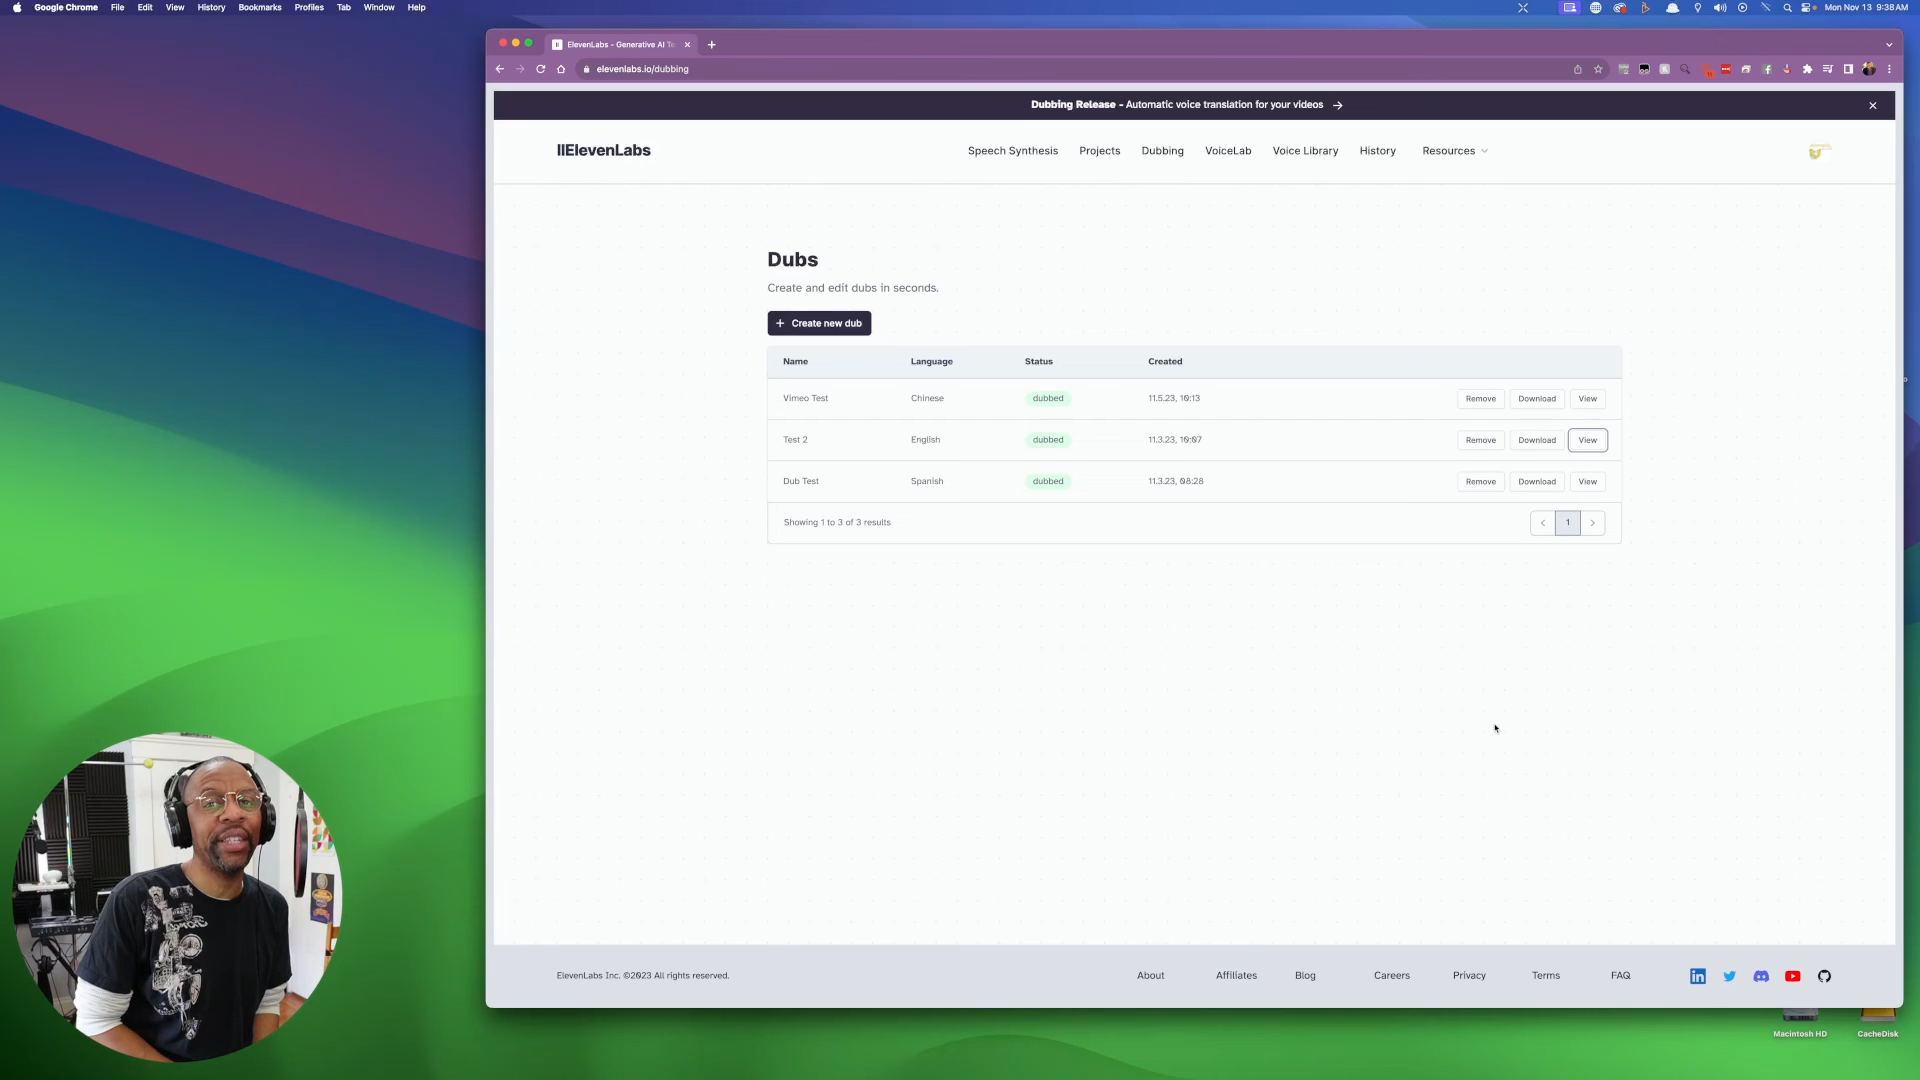 Google Chrome File Edit View History Bookmarks Profiles Tab Window Help
Mon Nov 13 9:38 AM
ElevenLabs - Generative AI Te
elevenlabs.io/dubbing
Dubbing Release - Automatic voice translation for your videos →
IIElevenLabs
Speech Synthesis Projects Dubbing VoiceLab Voice Library History Resources
Dubs
Create and edit dubs in seconds.
+ Create new dub
Name Language Status Created
Vimeo Test Chinese dubbed 11.5.23, 10:13 Remove Download View
Test 2 English dubbed 11.3.23, 10:07 Remove Download View
Dub Test Spanish dubbed 11.3.23, 08:28 Remove Download View
Showing 1 to 3 of 3 results
1
ElevenLabs Inc. ©2023 All rights reserved.
About Affiliates Blog Careers Privacy Terms FAQ
Macintosh HD
CacheDisk